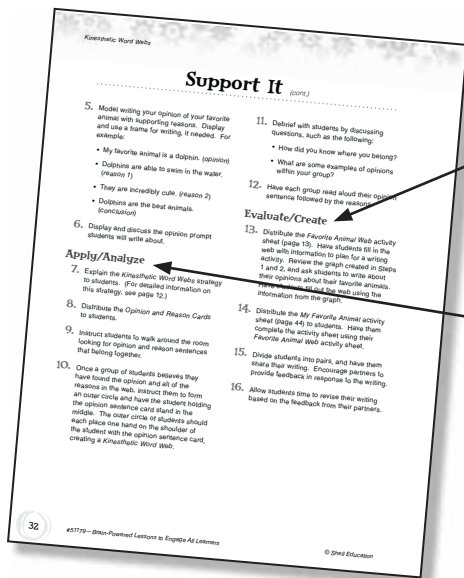 Kinesthetic Word Webs
Support It (cont.)
5. Model writing your opinion of your favorite
animal with supporting reasons. Display
and use a frame for writing, if needed. For
example:
• My favorite animal is a dolphin. (opinion)
• Dolphins are able to swim in the water.
(reason 1)
• They are incredibly cute. (reason 2)
• Dolphins are the best animals.
(conclusion)
6. Display and discuss the opinion prompt
students will write about.
Apply/Analyze
7. Explain the Kinesthetic Word Webs strategy
to students. (For detailed information on
this strategy, see page 12.)
8. Distribute the Opinion and Reason Cards
to students.
9. Instruct students to walk around the room
looking for opinion and reason sentences
that belong together.
10. Once a group of students believes they
have found the opinion and all of the
reasons in the web, instruct them to form
an outer circle and have the student holding
the opinion sentence card stand in the
middle. The outer circle of students should
each place one hand on the shoulder of
the student with the opinion sentence card,
creating a Kinesthetic Word Web.
11. Debrief with students by discussing
questions, such as the following:
• How did you know where you belong?
• What are some examples of opinions
within your group?
12. Have each group read aloud their opinion
sentence followed by the reasons.
Evaluate/Create
13. Distribute the Favorite Animal Web activity
sheet (page 13). Have students fill in the
web with information to plan for a writing
activity. Review the graph created in Steps
1 and 2, and ask students to write about
their opinions about their favorite animals.
Have students fill out the web using the
information from the graph.
14. Distribute the My Favorite Animal activity
sheet (page 44) to students. Have them
complete the activity sheet using their
Favorite Animal Web activity sheet.
15. Divide students into pairs, and have them
share their writing. Encourage partners to
provide feedback in response to the writing.
16. Allow students time to revise their writing
based on the feedback from their partners.
32
#51179—Brain-Powered Lessons to Engage All Learners
© Shell Education